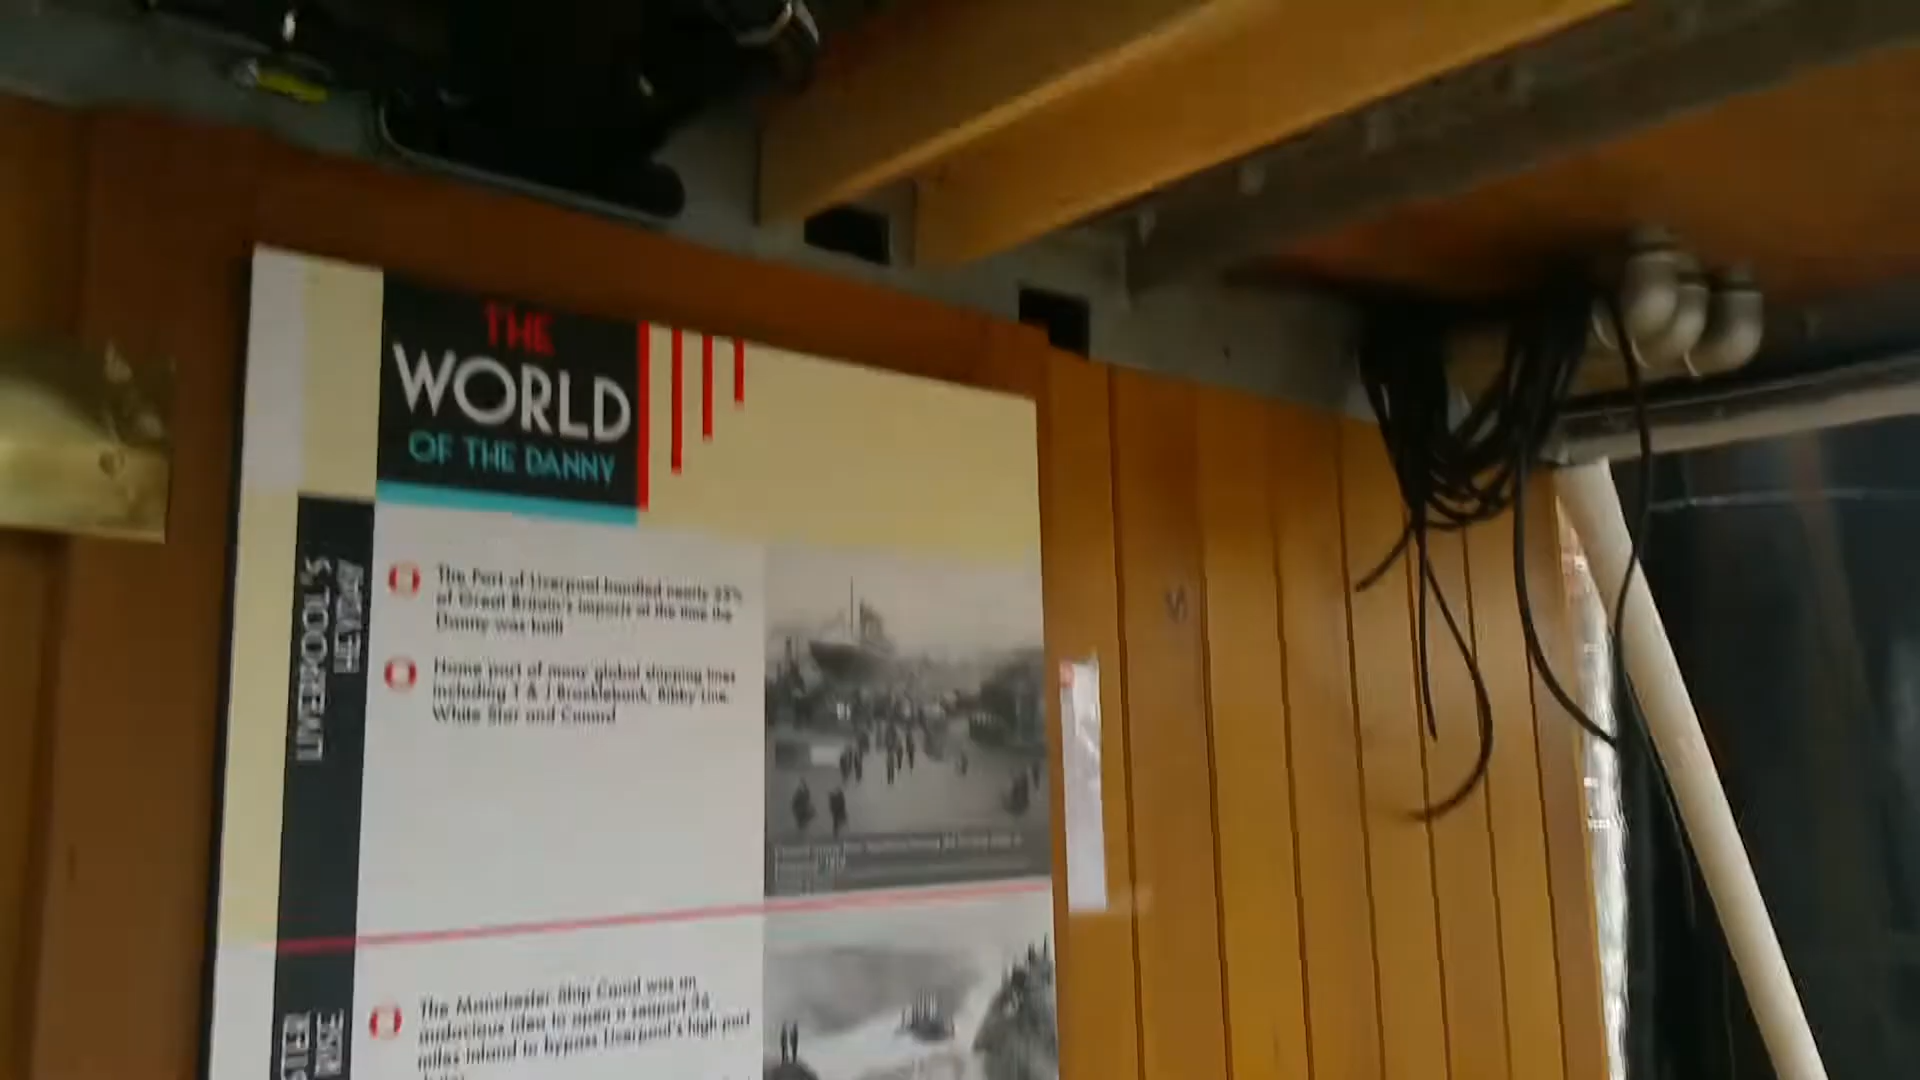 THE
WORLD
OF THE DANNY
LIVERPOOL'S
The Port of Liverpool handled nearly 25%
of Great Britain's imports at the time the
Danny was built
Home port of many global shipping lines
including T & J Brocklebank, Bibby Line,
White Star and Cunard
The Manchester Ship Canal was an
audacious idea to open a seaport 36
miles inland to bypass Liverpool's high port